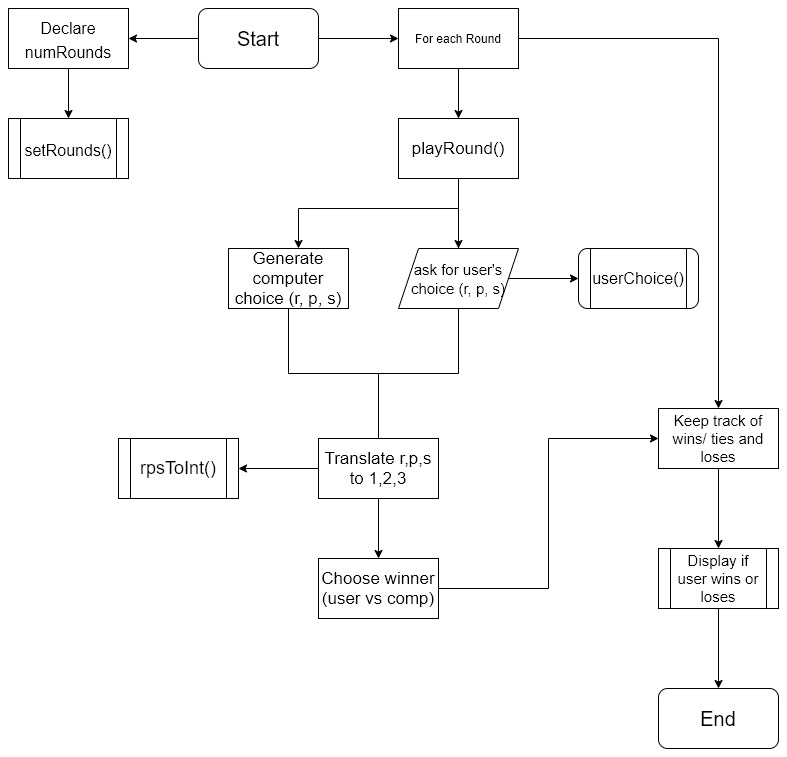 Declare
numRounds
Start
For each Round
setRounds()
playRound()
Generate
computer
choice (r, p, s)
ask for user's
choice (r, p, s)
userChoice()
Keep track of
wins/ ties and
loses
rpsToInt()
Translate r,p,s
to 1,2,3
Choose winner
(user vs comp)
Display if
user wins or
loses
End